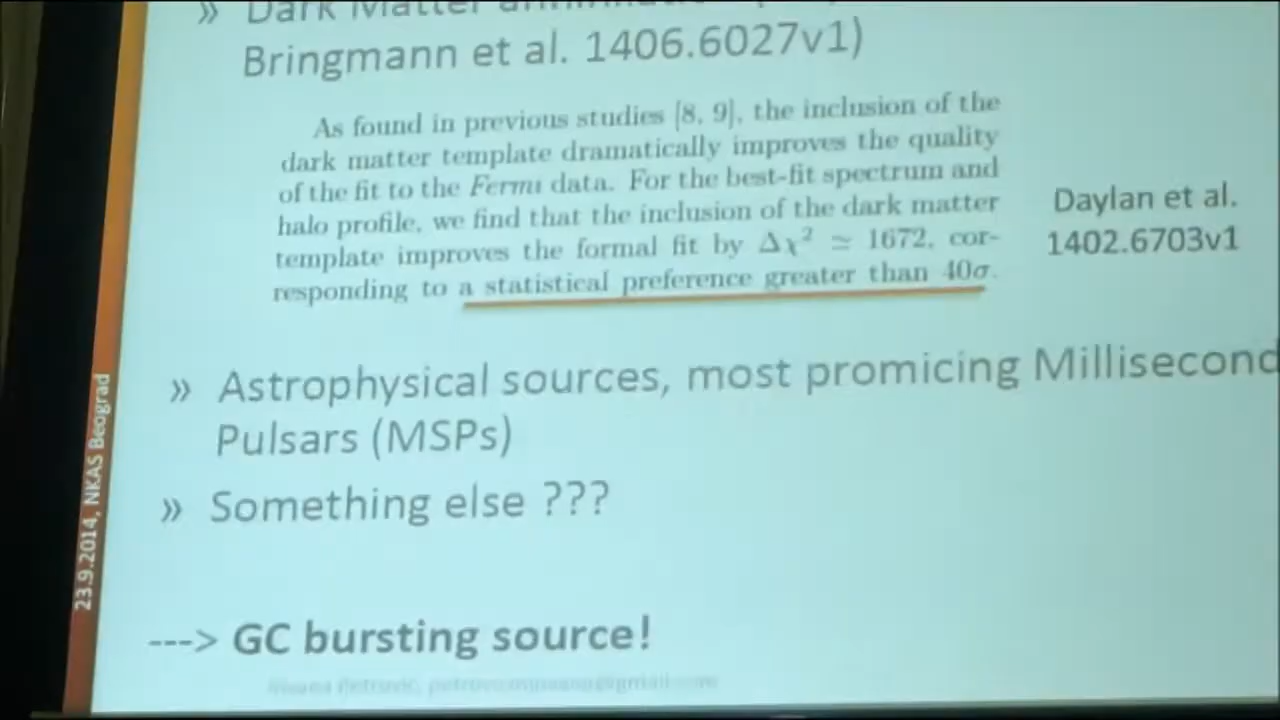 » Dark Matter
Bringmann et al. 1406.6027v1)
As found in previous studies [8, 9], the inclusion of the
dark matter template dramatically improves the quality
of the fit to the Fermi data. For the best-fit spectrum and
halo profile, we find that the inclusion of the dark matter
template improves the formal fit by Δχ² ≃ 1672, cor-
responding to a statistical preference greater than 40σ.
Daylan et al.
1402.6703v1
» Astrophysical sources, most promicing Millisecond
Pulsars (MSPs)
» Something else ???
---> GC bursting source!
23.9.2014, NKAS Beograd